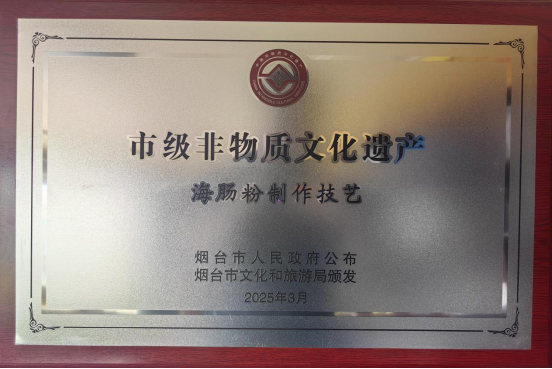 市级非物质文化遗产
海肠粉制作技艺
烟台市人民政府公布
烟台市文化和旅游局颁发
2025年3月